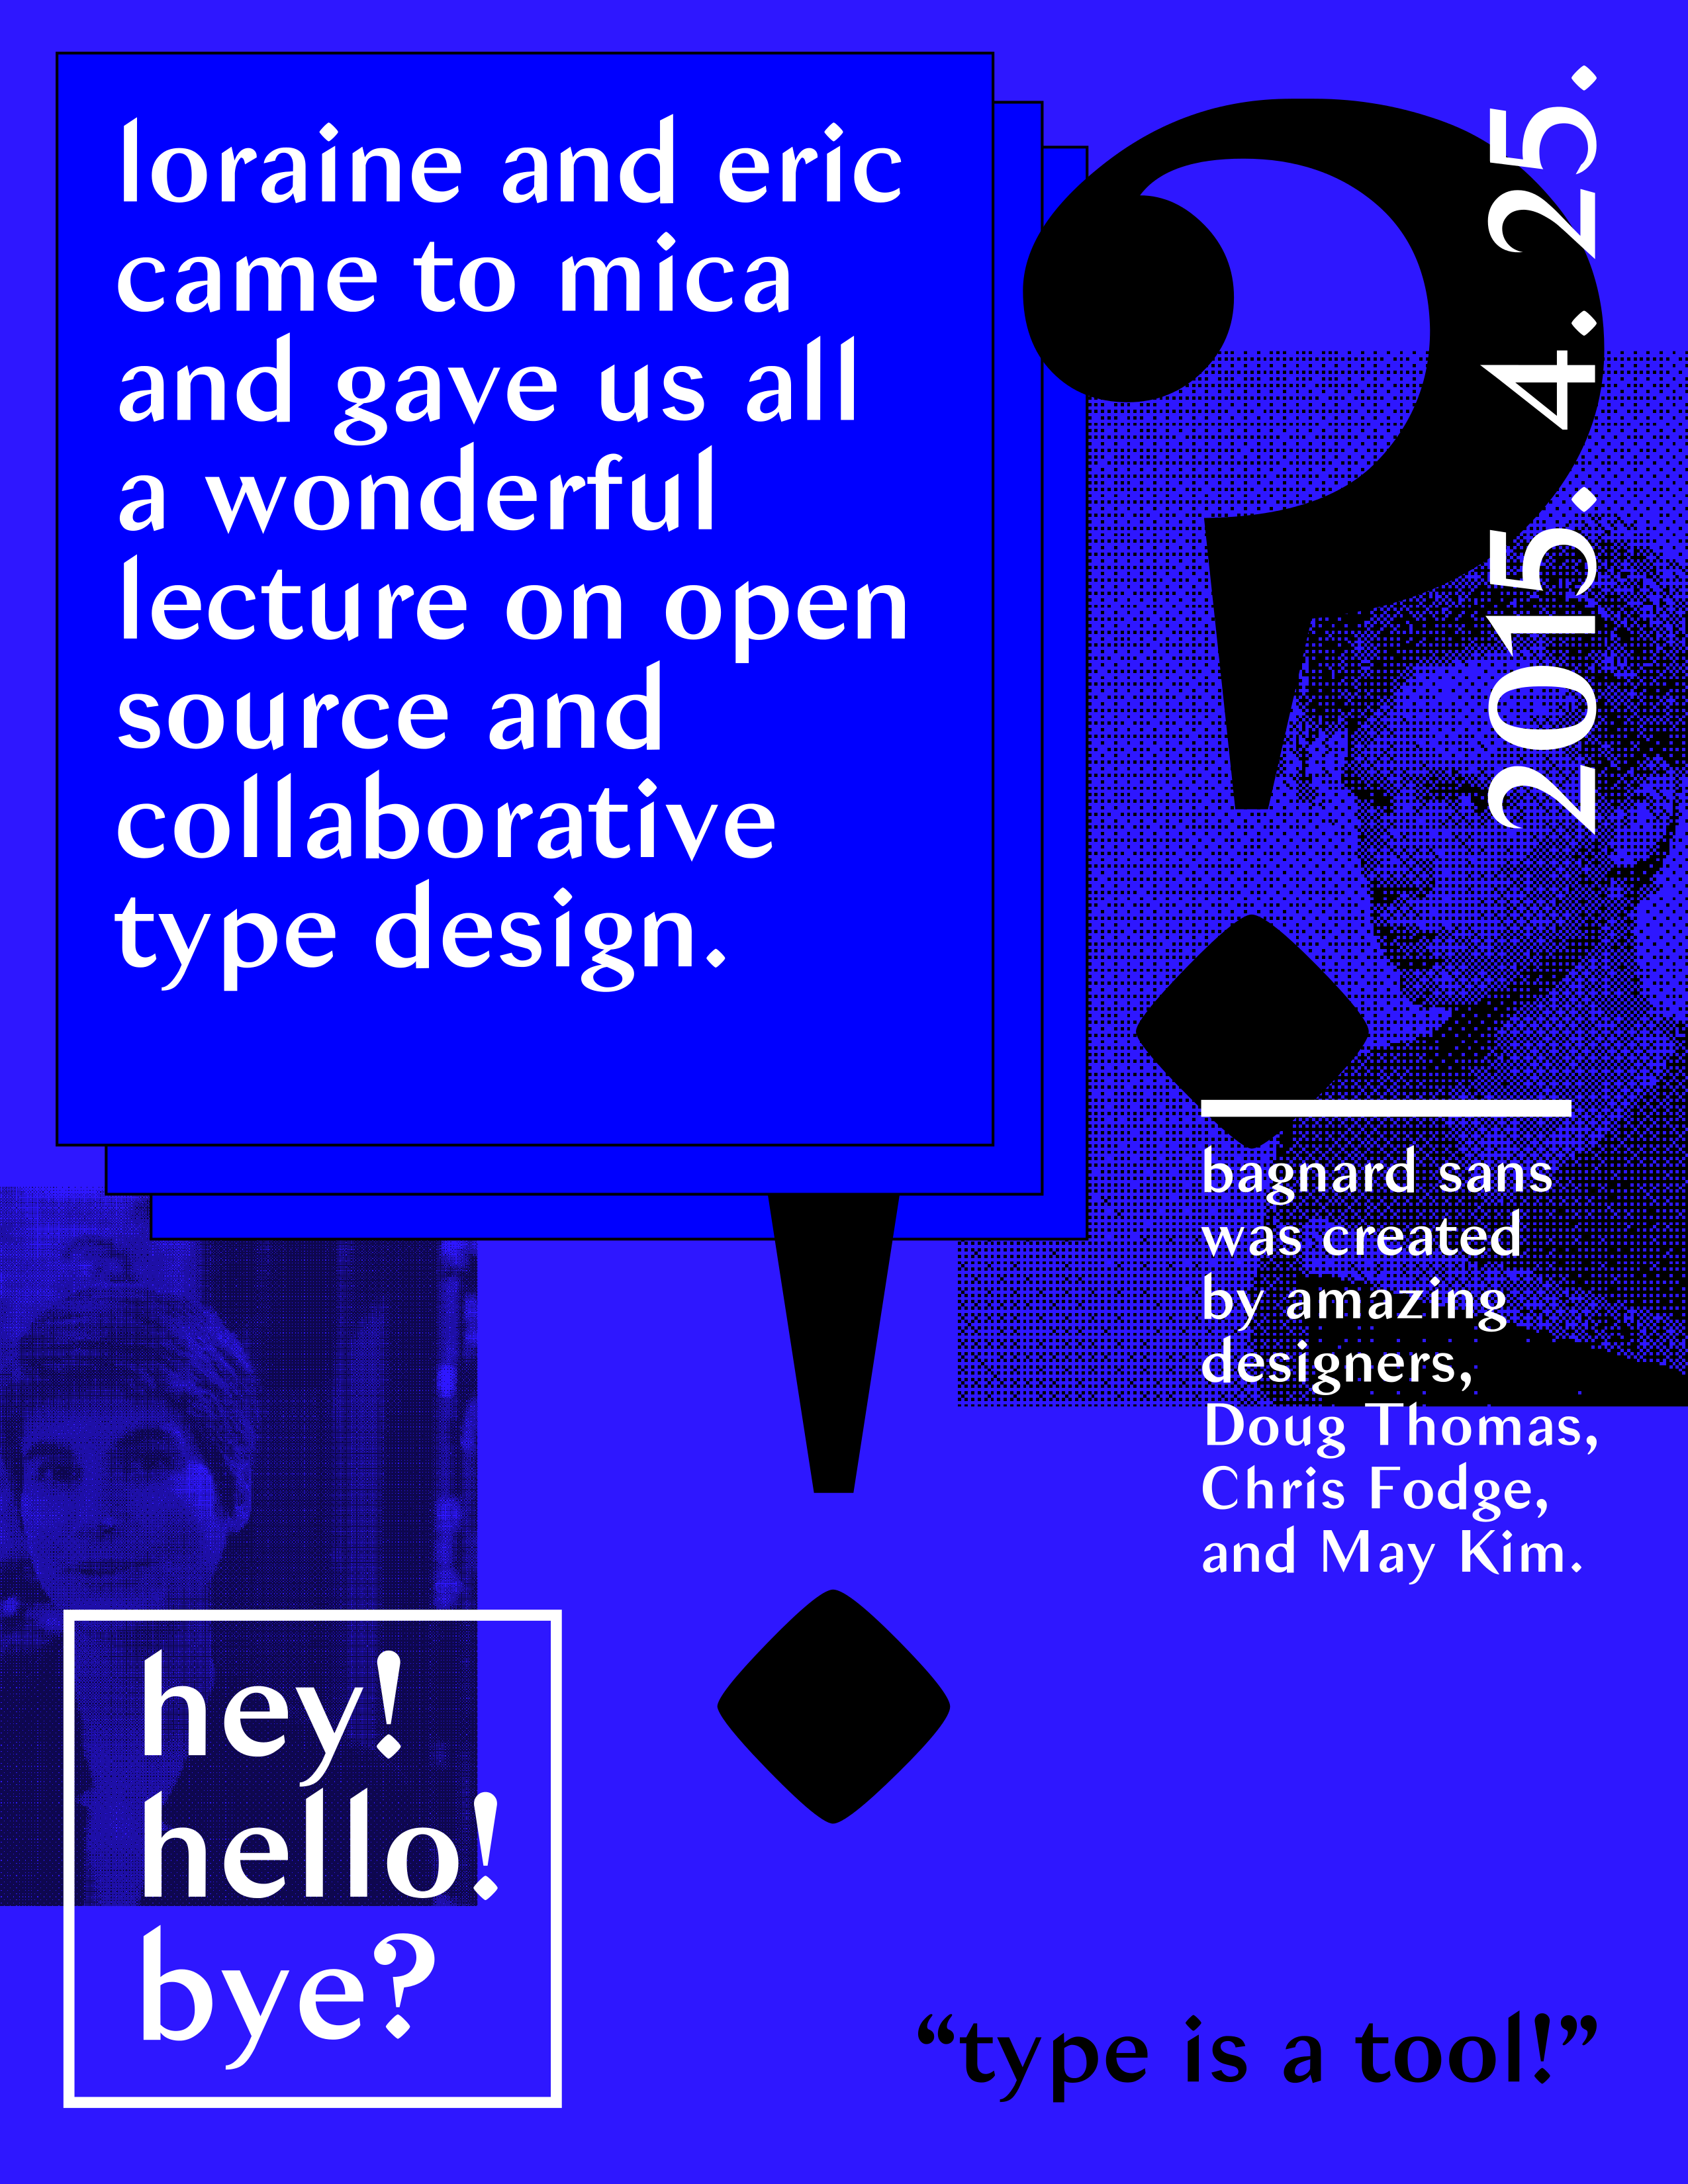 loraine and eric
came to mica
and gave us all
a wonderful
lecture on open
source and
collaborative
type design.
2015. 4. 25.
?
!
bagnard sans
was created
by amazing
designers,
Doug Thomas,
Chris Fodge,
and May Kim.
hey!
hello!
bye?
“type is a tool!”